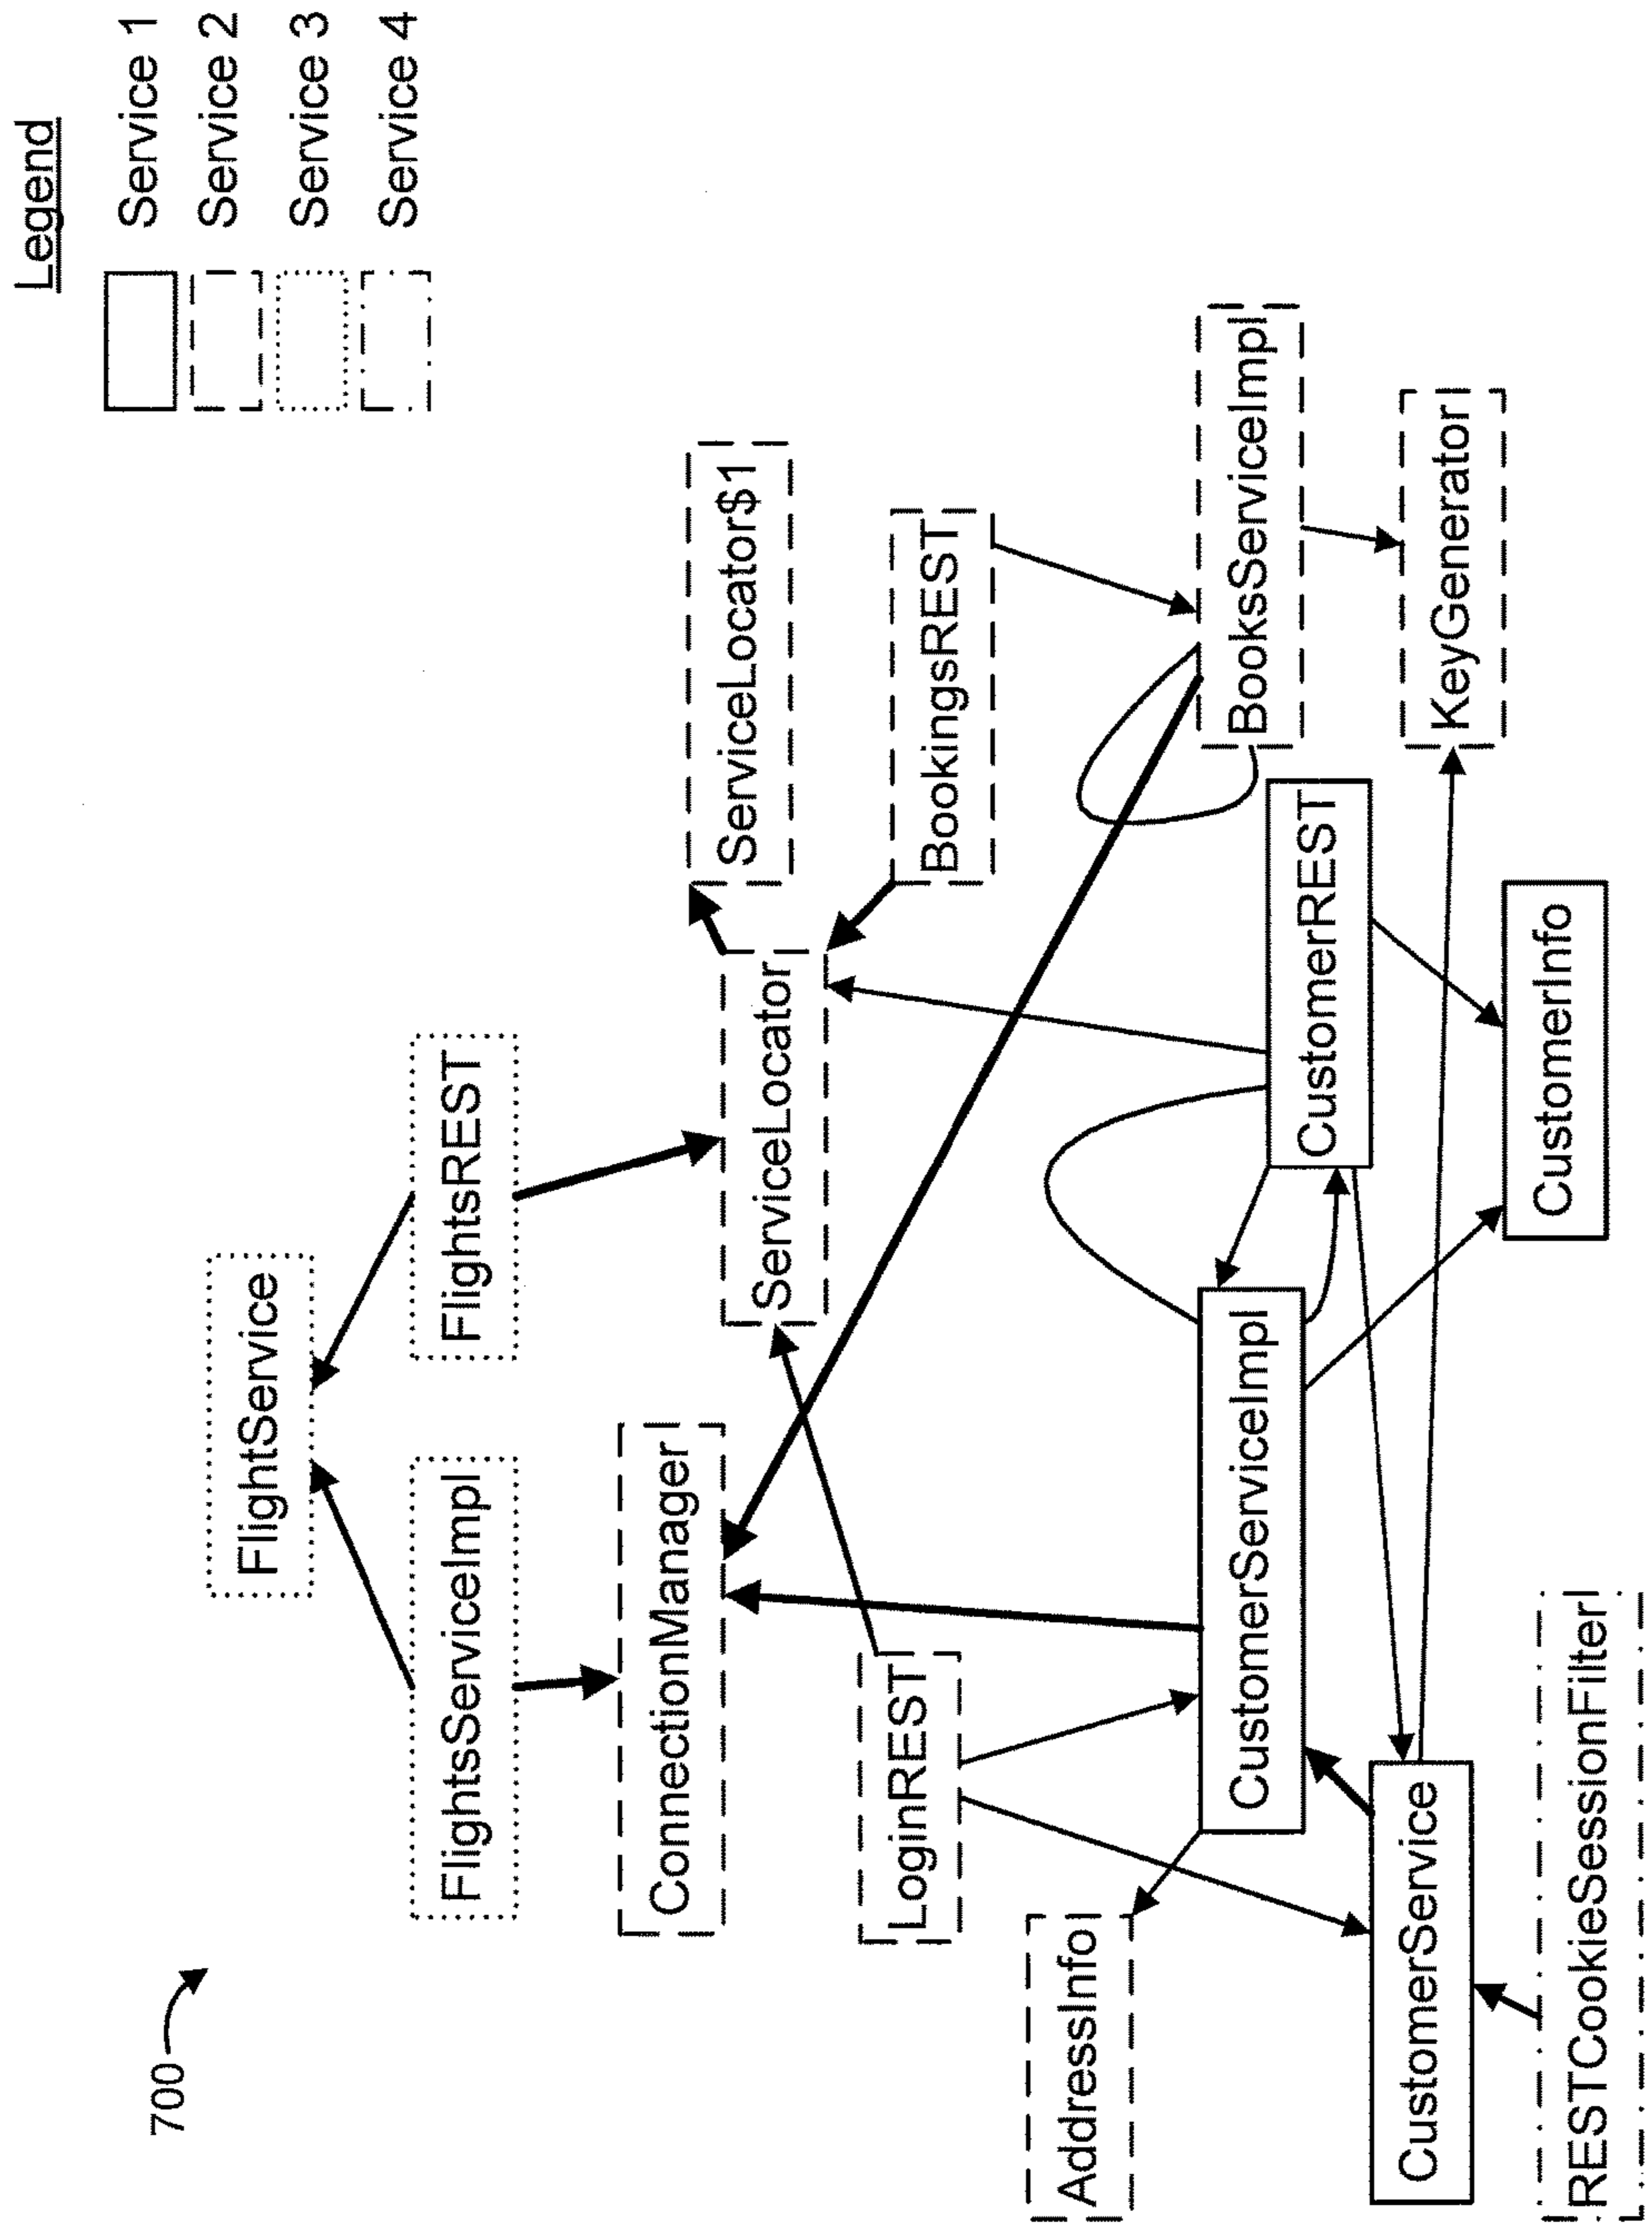 700
Legend
Service 1
Service 2
Service 3
Service 4
FlightService
FlightsServiceImpl
FlightsREST
ConnectionManager
ServiceLocator
ServiceLocator$1
LoginREST
BookingsREST
AddressInfo
CustomerServiceImpl
BooksServiceImpl
CustomerREST
CustomerService
KeyGenerator
CustomerInfo
RESTCookieSessionFilter